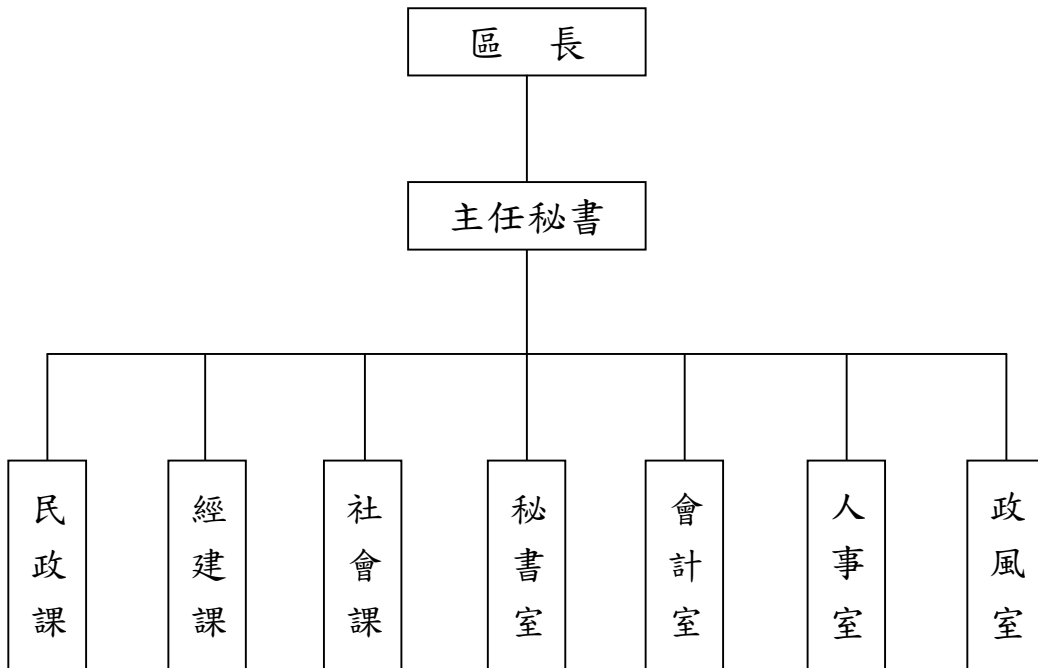 區　長
主任秘書
民政課
經建課
社會課
秘書室
會計室
人事室
政風室